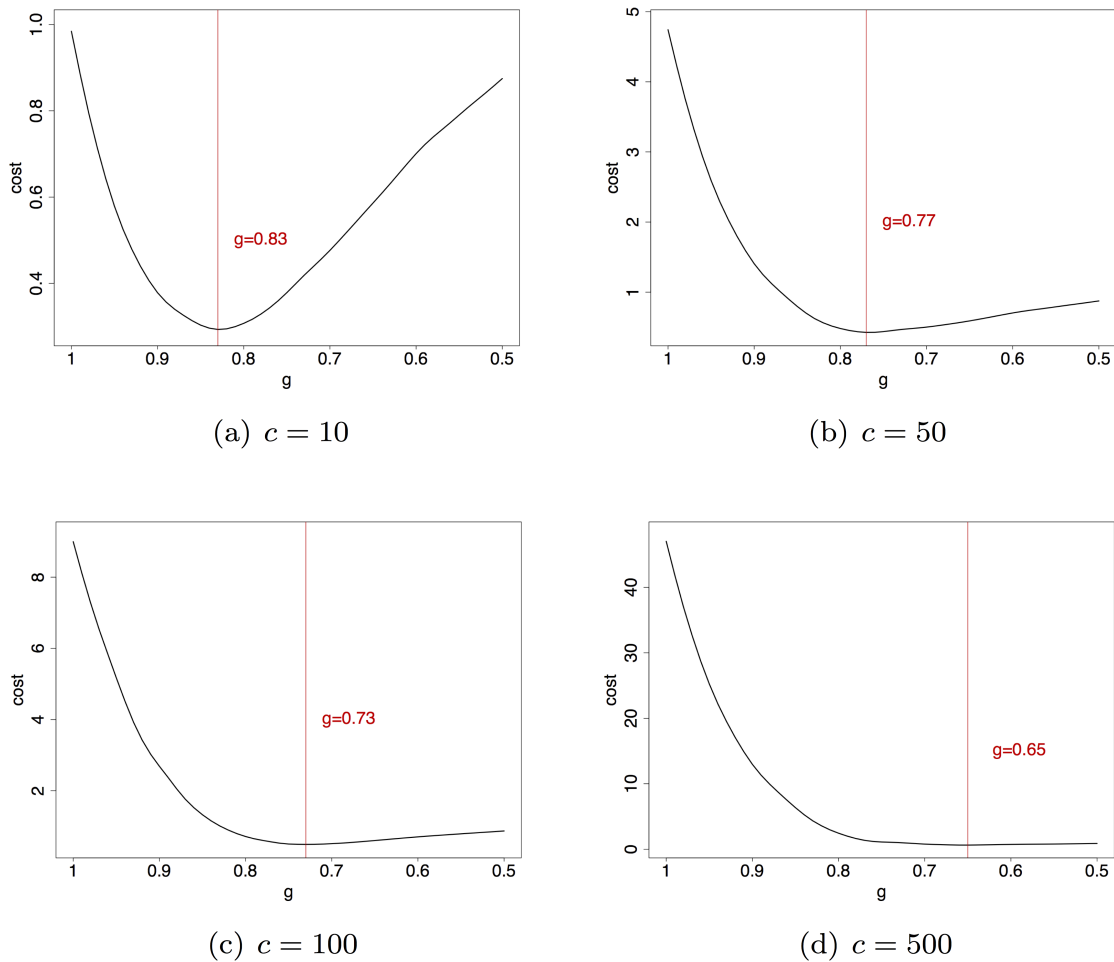 1.0
0.8
0.6
0.4
cost
g=0.83
1 0.9 0.8 0.7 0.6 0.5
g
(a) c = 10
5
4
3
2
1
cost
g=0.77
1 0.9 0.8 0.7 0.6 0.5
g
(b) c = 50
8
6
4
2
cost
g=0.73
1 0.9 0.8 0.7 0.6 0.5
g
(c) c = 100
40
30
20
10
0
cost
g=0.65
1 0.9 0.8 0.7 0.6 0.5
g
(d) c = 500